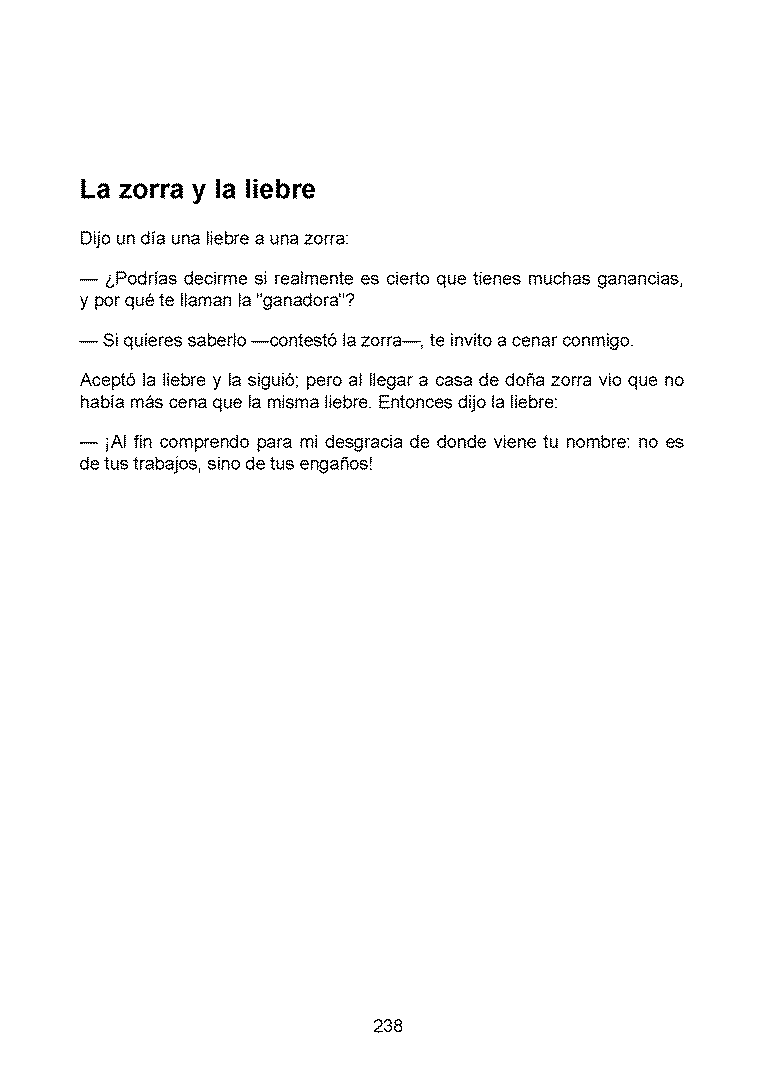 La zorra y la liebre
Dijo un día una liebre a una zorra:
— ¿Podrías decirme si realmente es cierto que tienes muchas ganancias,
y por qué te llaman la "ganadora"?
— Si quieres saberlo —contestó la zorra—, te invito a cenar conmigo.
Aceptó la liebre y la siguió; pero al llegar a casa de doña zorra vio que no
había más cena que la misma liebre. Entonces dijo la liebre:
— ¡Al fin comprendo para mi desgracia de donde viene tu nombre: no es
de tus trabajos, sino de tus engaños!
238